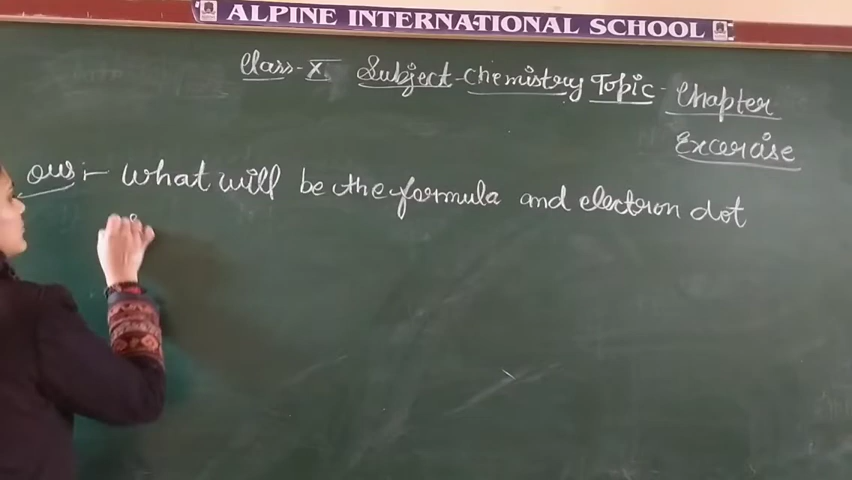 ALPINE INTERNATIONAL SCHOOL
Class-X Subject-Chemistry Topic-Chapter
Excercise
Ques:- What will be the formula and electron dot